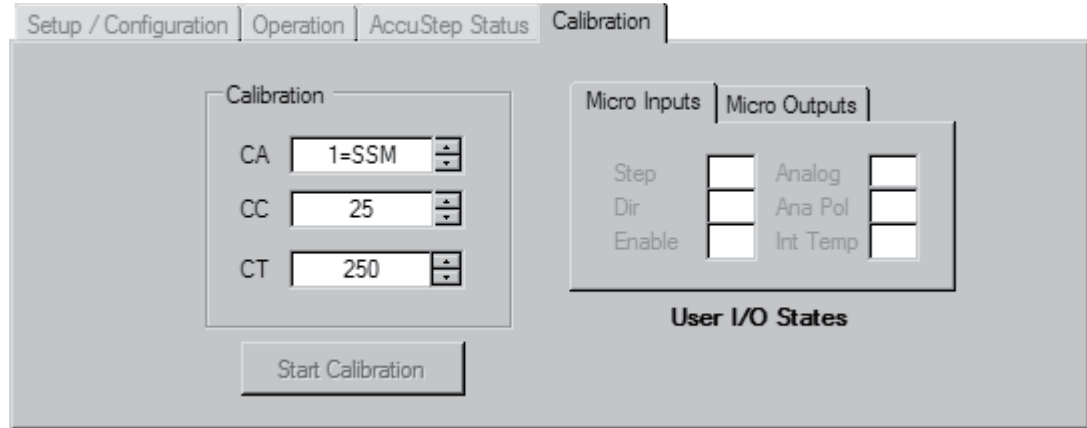 Setup / Configuration
Operation
AccuStep Status
Calibration
Calibration
CA 1=SSM
CC 25
CT 250
Start Calibration
Micro Inputs
Micro Outputs
Step
Analog
Dir
Ana Pol
Enable
Int Temp
User I/O States